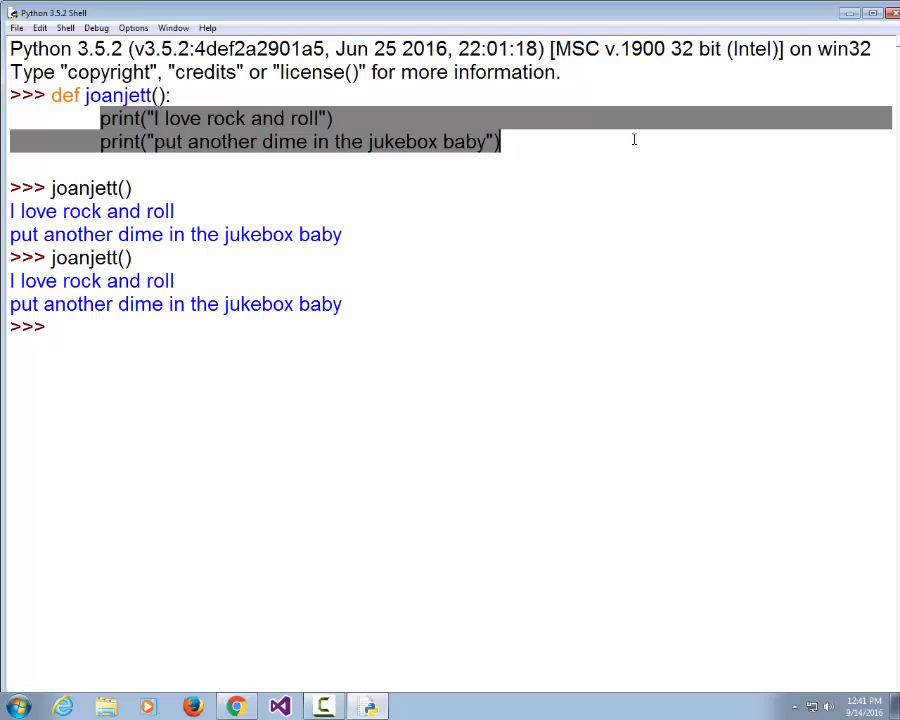 Python 3.5.2 Shell
File Edit Shell Debug Options Window Help
Python 3.5.2 (v3.5.2:4def2a2901a5, Jun 25 2016, 22:01:18) [MSC v.1900 32 bit (Intel)] on win32
Type "copyright", "credits" or "license()" for more information.
>>> def joanjett():
print("I love rock and roll")
print("put another dime in the jukebox baby")
>>> joanjett()
I love rock and roll
put another dime in the jukebox baby
>>> joanjett()
I love rock and roll
put another dime in the jukebox baby
>>>
12:41 PM
9/14/2016